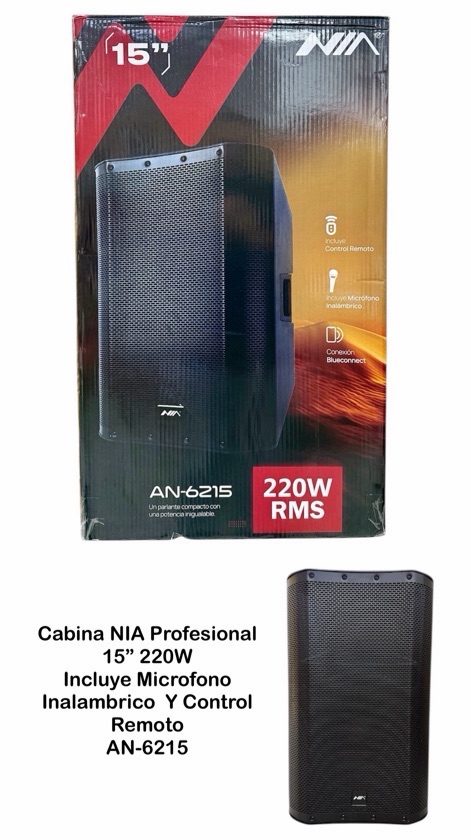 15”
NIA
Incluye
Control Remoto
Incluye Micrófono
Inalámbrico
Conexión
Blueconnect
NIA
AN-6215
Un parlante compacto con
una potencia inigualable.
220W
RMS
Cabina NIA Profesional
15” 220W
Incluye Microfono
Inalambrico Y Control
Remoto
AN-6215
NIA